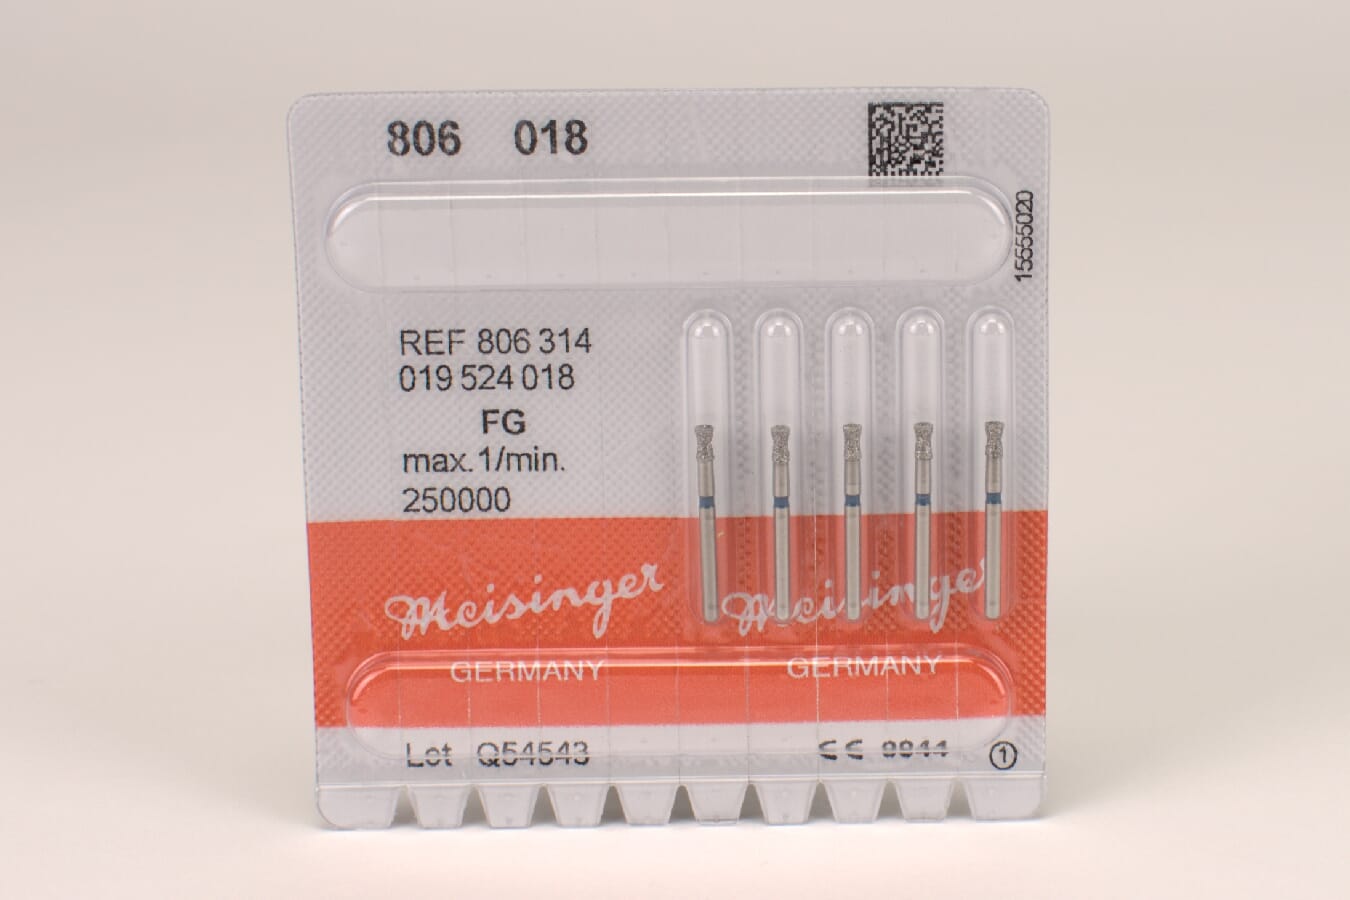 806 018
15555020
REF 806 314
019 524 018
FG
max. 1/min.
250000
Meisinger Meisinger
GERMANY GERMANY
Lot Q54543 CE 0044 1